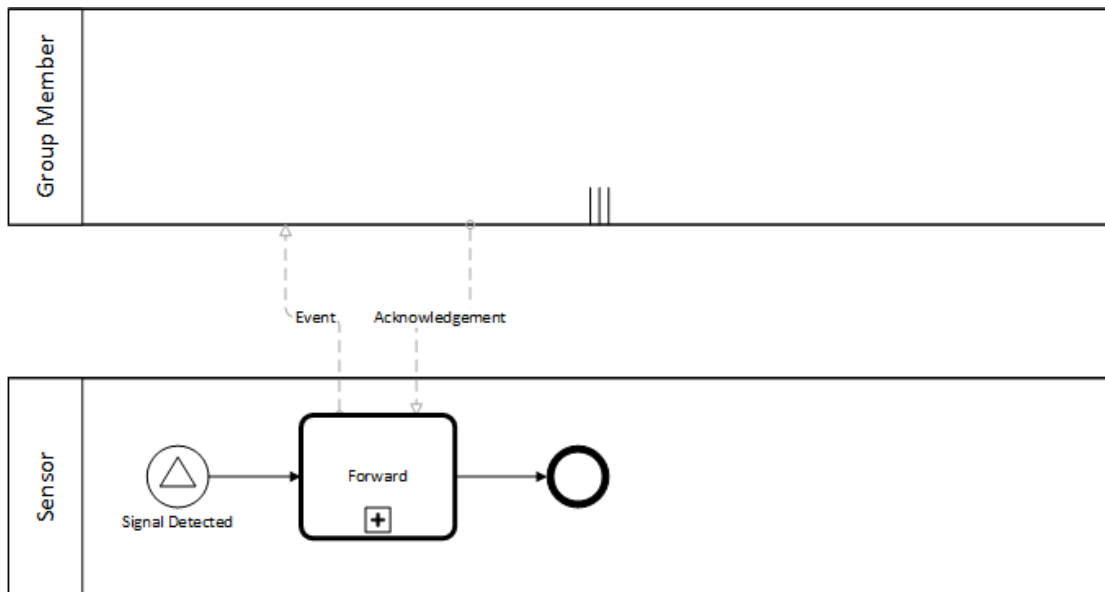 Group Member
Event
Acknowledgement
Sensor
Forward
Signal Detected